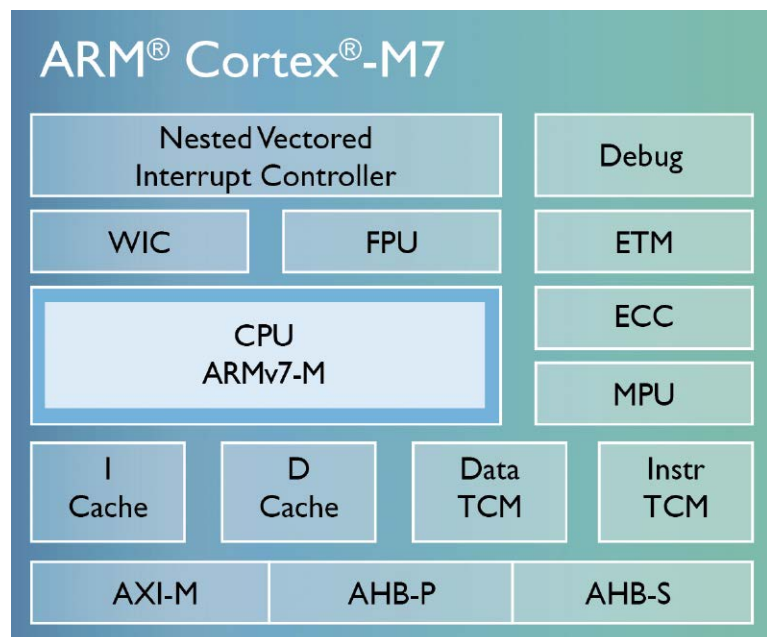 ARM® Cortex®-M7
Nested Vectored
Interrupt Controller
Debug
WIC
FPU
ETM
CPU
ARMv7-M
ECC
MPU
I
Cache
D
Cache
Data
TCM
Instr
TCM
AXI-M
AHB-P
AHB-S